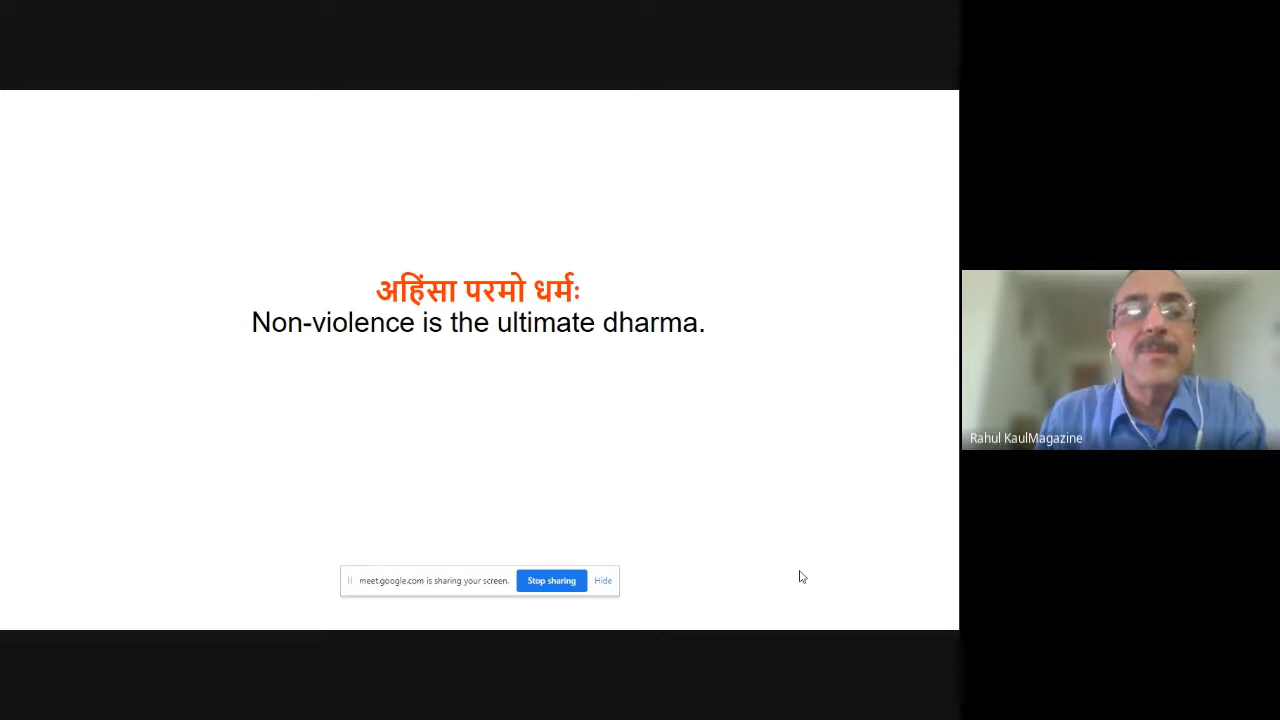 अहिंसा परमो धर्मः
Non-violence is the ultimate dharma.
meet.google.com is sharing your screen. Stop sharing Hide
Rahul KaulMagazine